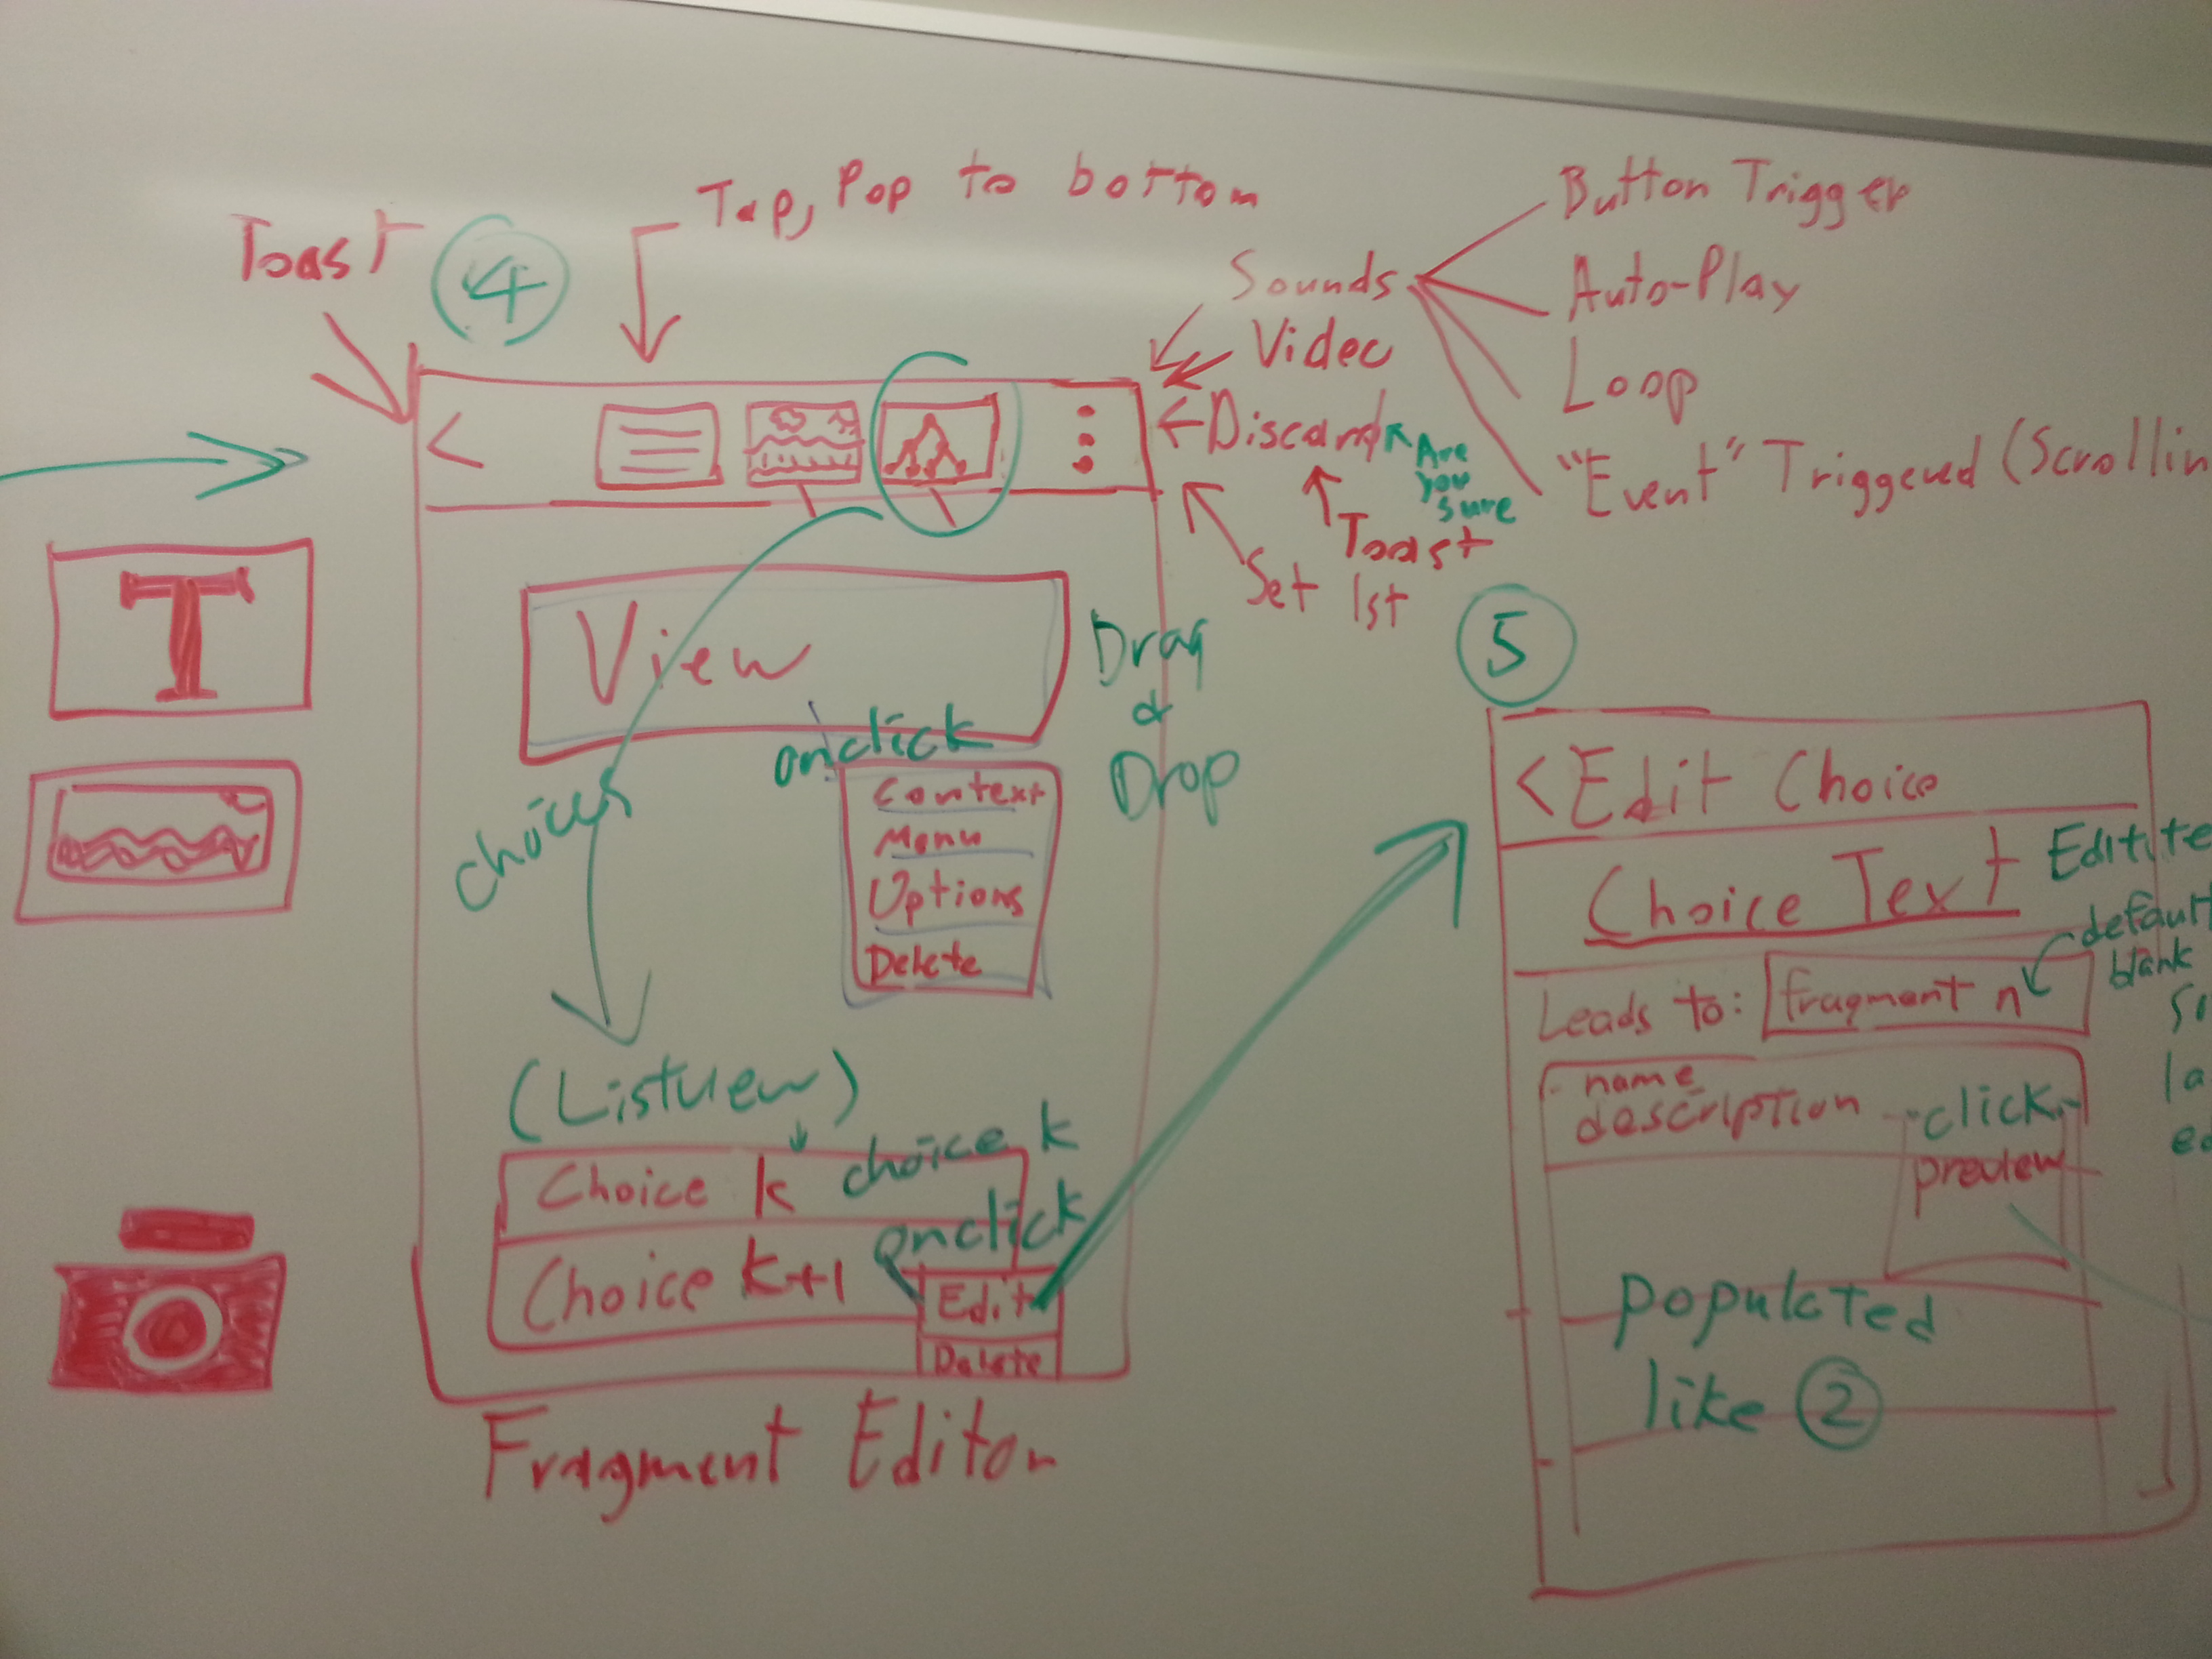 Toast
4
Tap, Pop to bottom
Sounds
Button Trigger
Auto-Play
Loop
"Event" Triggered (Scrollin
Video
Discard
Are
you
sure
Toast
Set 1st
<
T
View
Drag
&
Drop
onclick
Context
Menu
Options
Delete
choices
(Listview)
choice k
Choice k
onclick
Choice k+1
Edit
Delete
Fragment Editor
5
< Edit Choice
Choice Text
Leads to: fragment n
default
blank
name
description
click
preview
populated
like 2